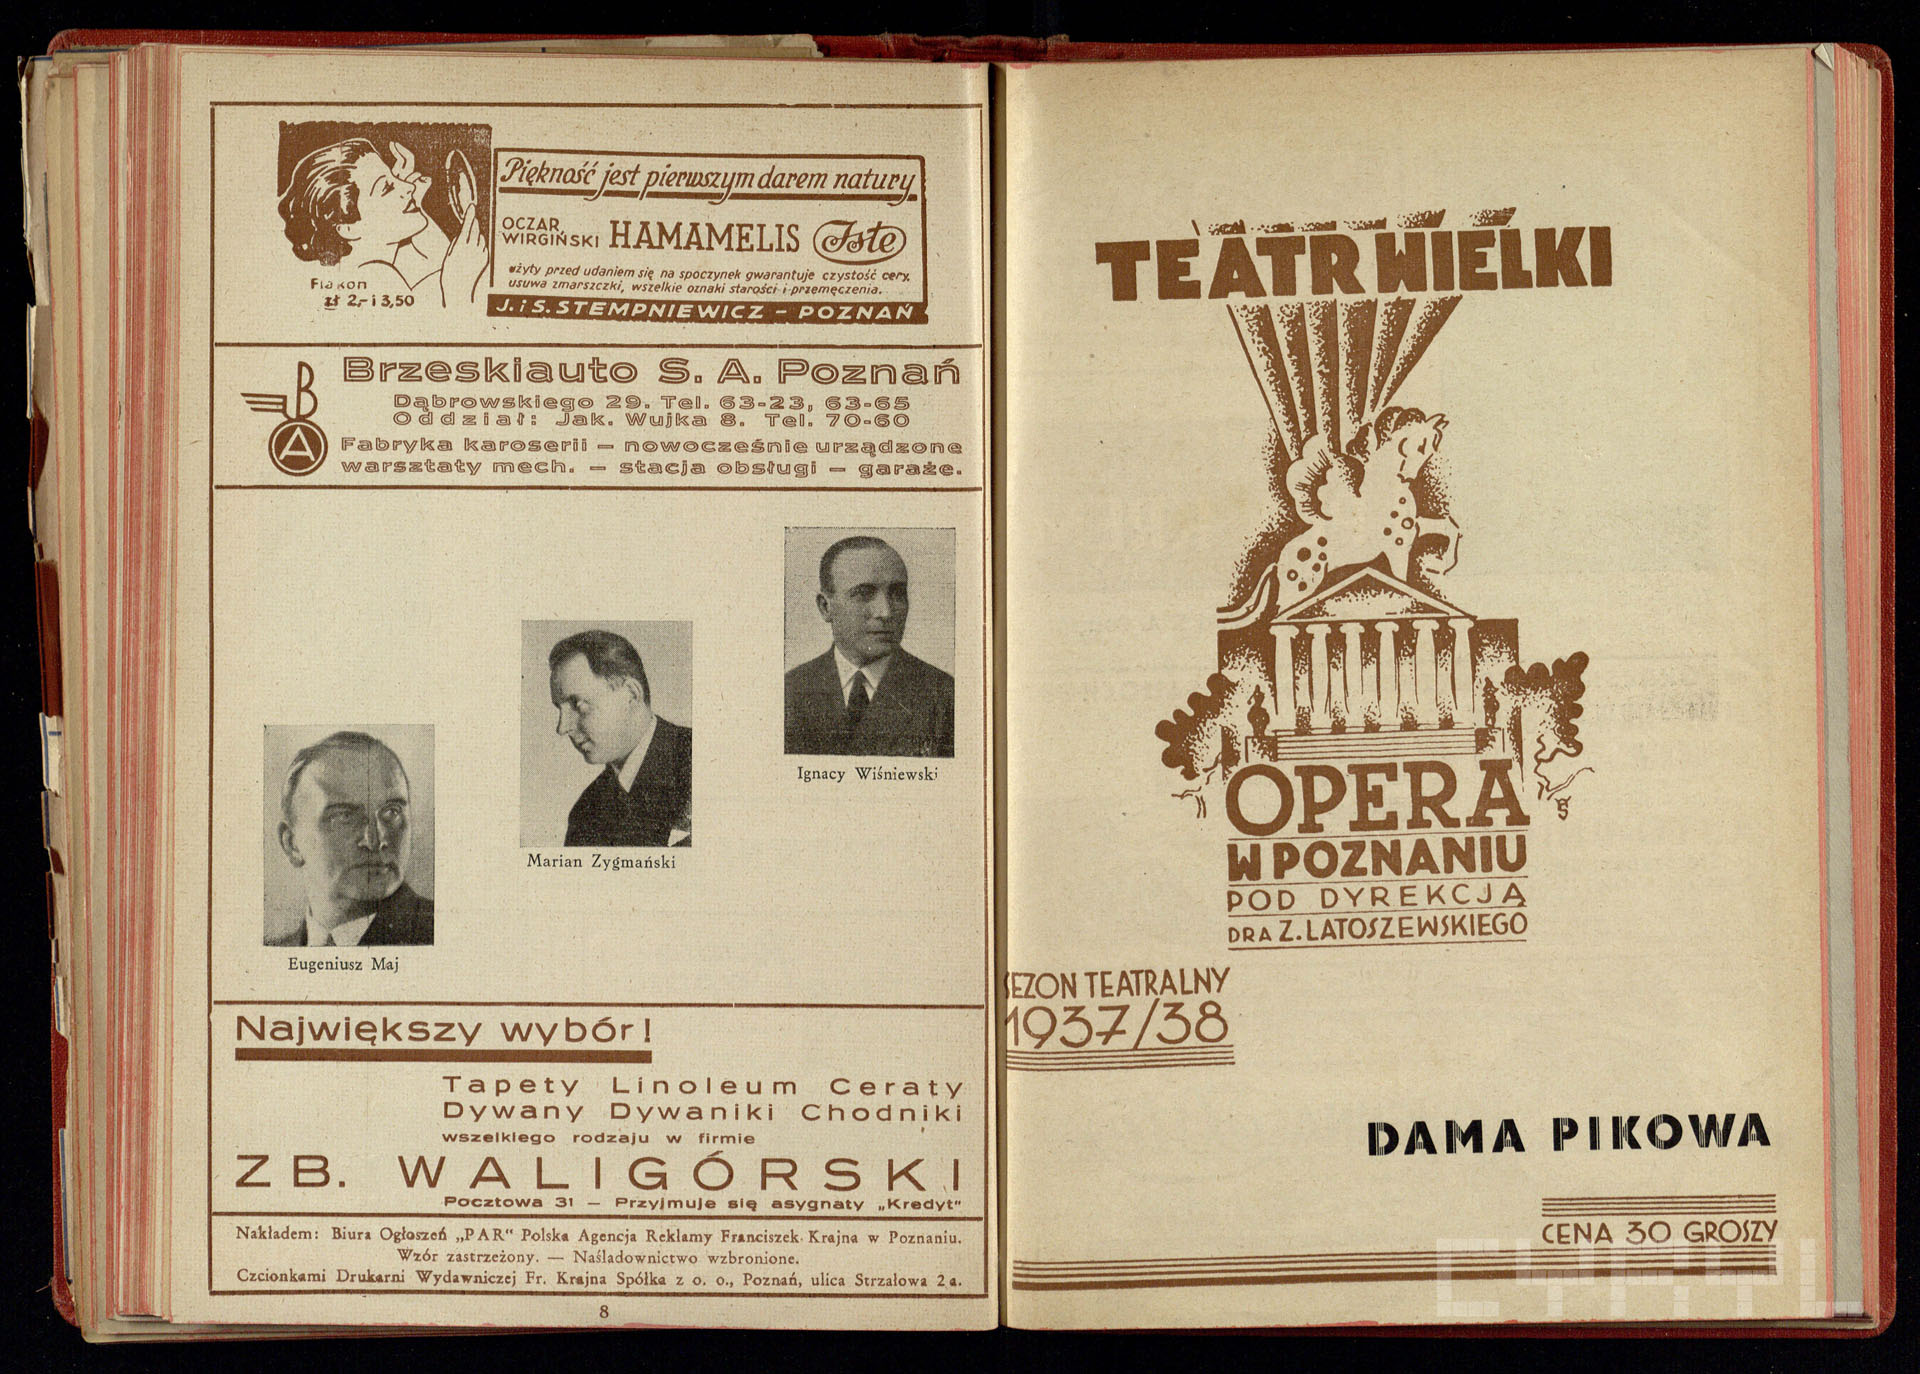 Piękność jest pierwszym darem natury
OCZAR WIRGIŃSKI HAMAMELIS Iste
użyty przed udaniem się na spoczynek gwarantuje czystość cery,
usuwa zmarszczki, wszelkie oznaki starości i przemęczenia.
Flakon
zł 2,- i 3,50
J. i S. STEMPNIEWICZ - POZNAŃ
BA
Brzeskiauto S. A. Poznań
Dąbrowskiego 29. Tel. 63-23, 63-65
Oddział: Jak. Wujka 8. Tel. 70-60
Fabryka karoserii — nowocześnie urządzone
warsztaty mech. — stacja obsługi — garaże.
Ignacy Wiśniewski
Marian Zygmański
Eugeniusz Maj
Największy wybór!
Tapety Linoleum Ceraty
Dywany Dywaniki Chodniki
wszelkiego rodzaju w firmie
ZB. WALIGÓRSKI
Pocztowa 31 — Przyjmuje się asygnaty „Kredyt“
Nakładem: Biura Ogłoszeń „PAR“ Polska Agencja Reklamy Franciszek Krajna w Poznaniu.
Wzór zastrzeżony. — Naśladownictwo wzbronione.
Czcionkami Drukarni Wydawniczej Fr. Krajna Spółka z o. o., Poznań, ulica Strzałowa 2a.
8
TEATR WIELKI
OPERA
W POZNANIU
POD DYREKCJĄ
DRA Z. LATOSZEWSKIEGO
SEZON TEATRALNY
1937/38
DAMA PIKOWA
CENA 30 GROSZY